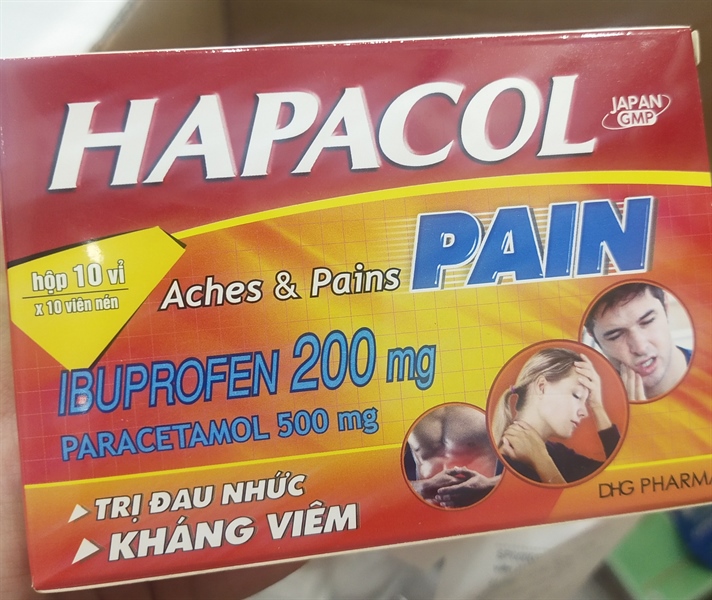 HAPACOL
JAPAN
GMP
PAIN
Aches & Pains
hộp 10 vỉ
x 10 viên nén
IBUPROFEN 200 mg
PARACETAMOL 500 mg
TRỊ ĐAU NHỨC
KHÁNG VIÊM
DHG PHARMA